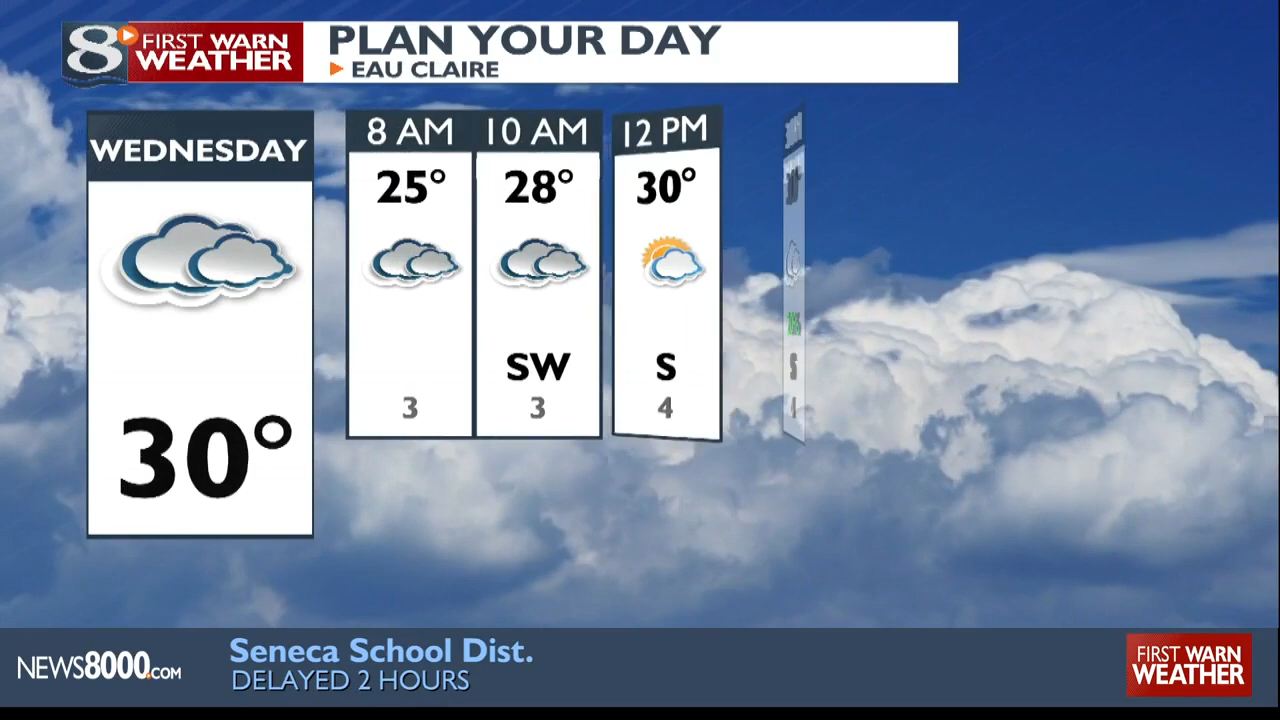 8 FIRST WARN
WEATHER
PLAN YOUR DAY
EAU CLAIRE
WEDNESDAY
30°
8 AM
25°
3
10 AM
28°
SW
3
12 PM
30°
S
4
S
NEWS8000.COM
Seneca School Dist.
DELAYED 2 HOURS
FIRST WARN
WEATHER